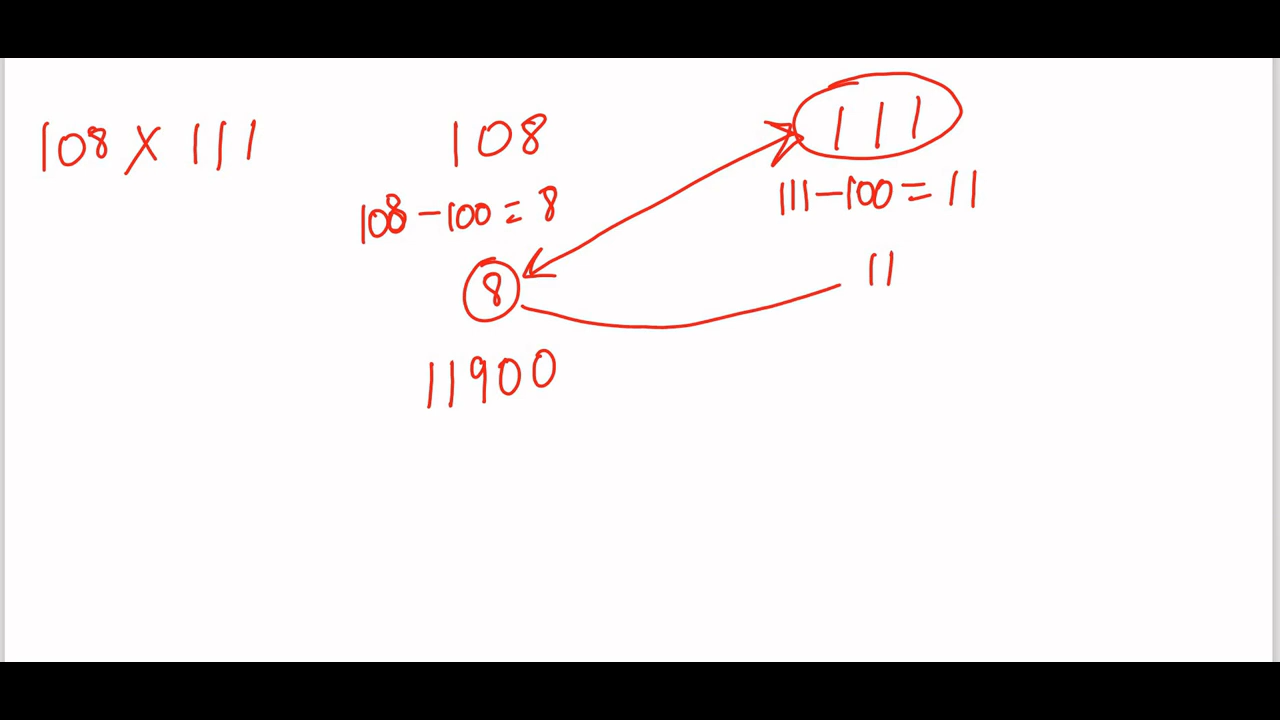 108 X 111
108
111
108 - 100 = 8
111 - 100 = 11
8
11
11900